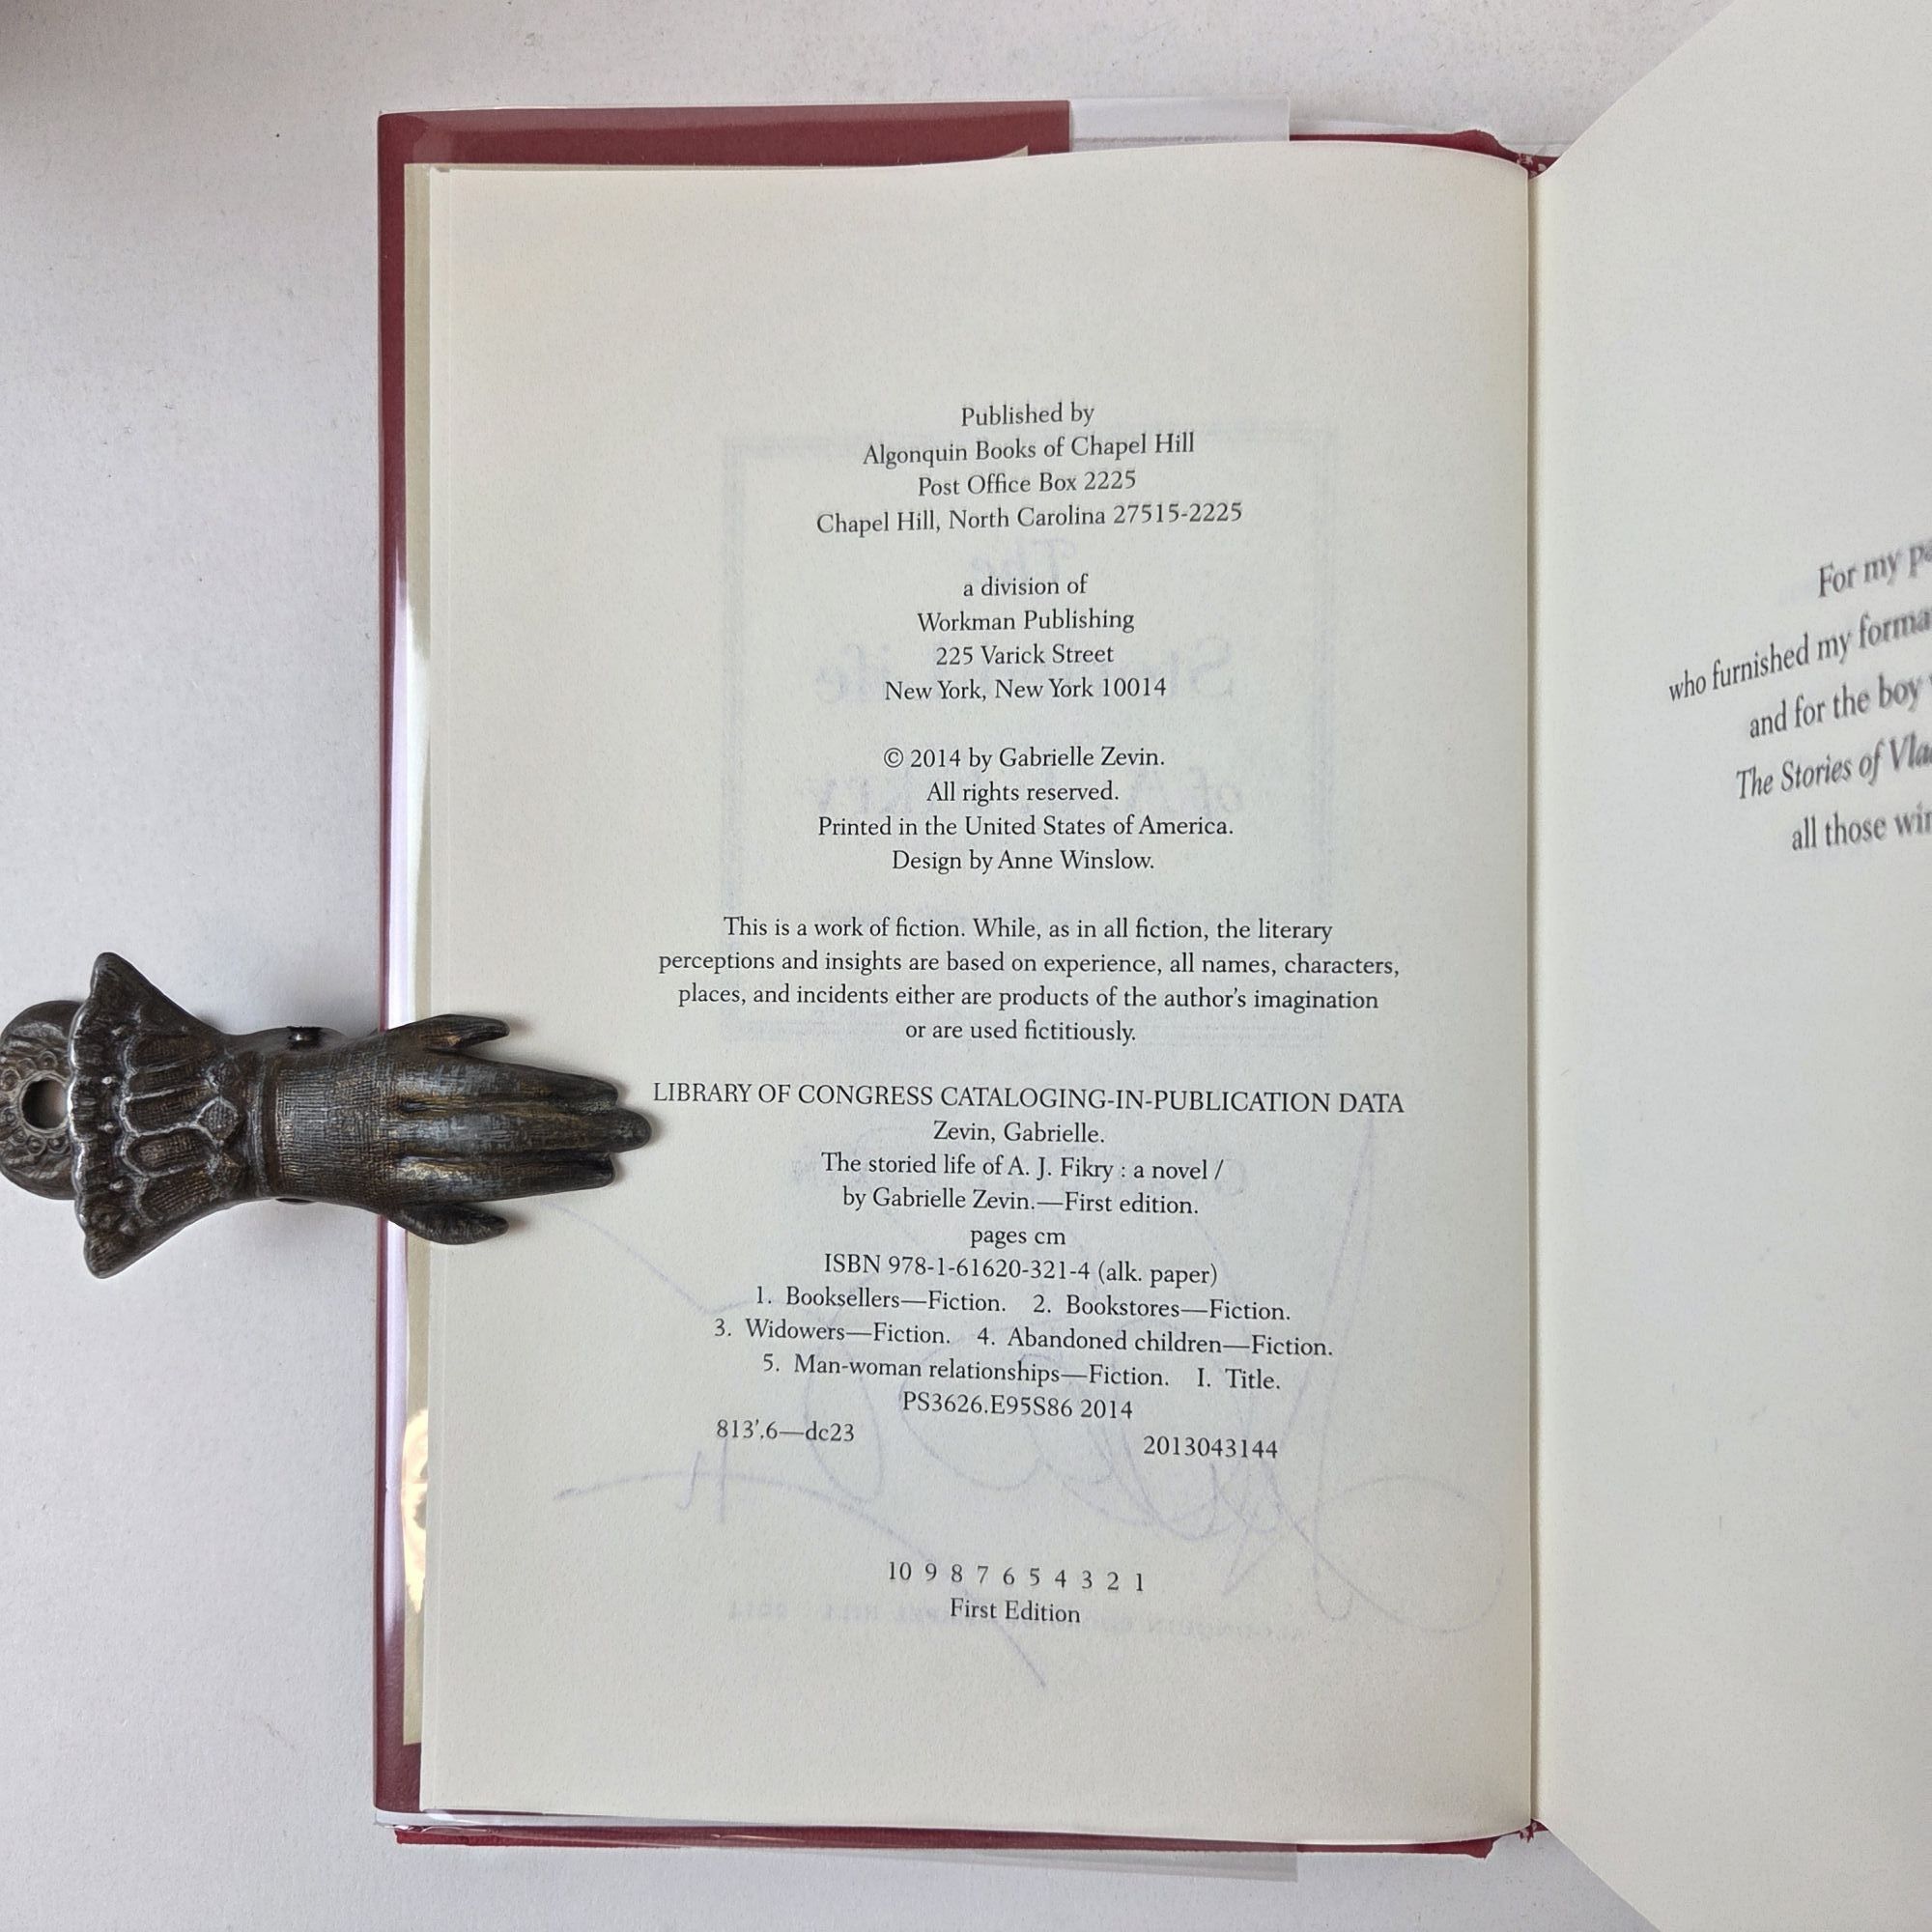 Published by
Algonquin Books of Chapel Hill
Post Office Box 2225
Chapel Hill, North Carolina 27515-2225
a division of
Workman Publishing
225 Varick Street
New York, New York 10014
© 2014 by Gabrielle Zevin.
All rights reserved.
Printed in the United States of America.
Design by Anne Winslow.
This is a work of fiction. While, as in all fiction, the literary
perceptions and insights are based on experience, all names, characters,
places, and incidents either are products of the author’s imagination
or are used fictitiously.
LIBRARY OF CONGRESS CATALOGING-IN-PUBLICATION DATA
Zevin, Gabrielle.
The storied life of A. J. Fikry : a novel /
by Gabrielle Zevin.—First edition.
pages cm
ISBN 978-1-61620-321-4 (alk. paper)
1. Booksellers—Fiction. 2. Bookstores—Fiction.
3. Widowers—Fiction. 4. Abandoned children—Fiction.
5. Man-woman relationships—Fiction. I. Title.
PS3626.E95S86 2014
813'.6—dc23 2013043144
10 9 8 7 6 5 4 3 2 1
First Edition
For my
who furnished my
and for the boy
The Stories of
all those